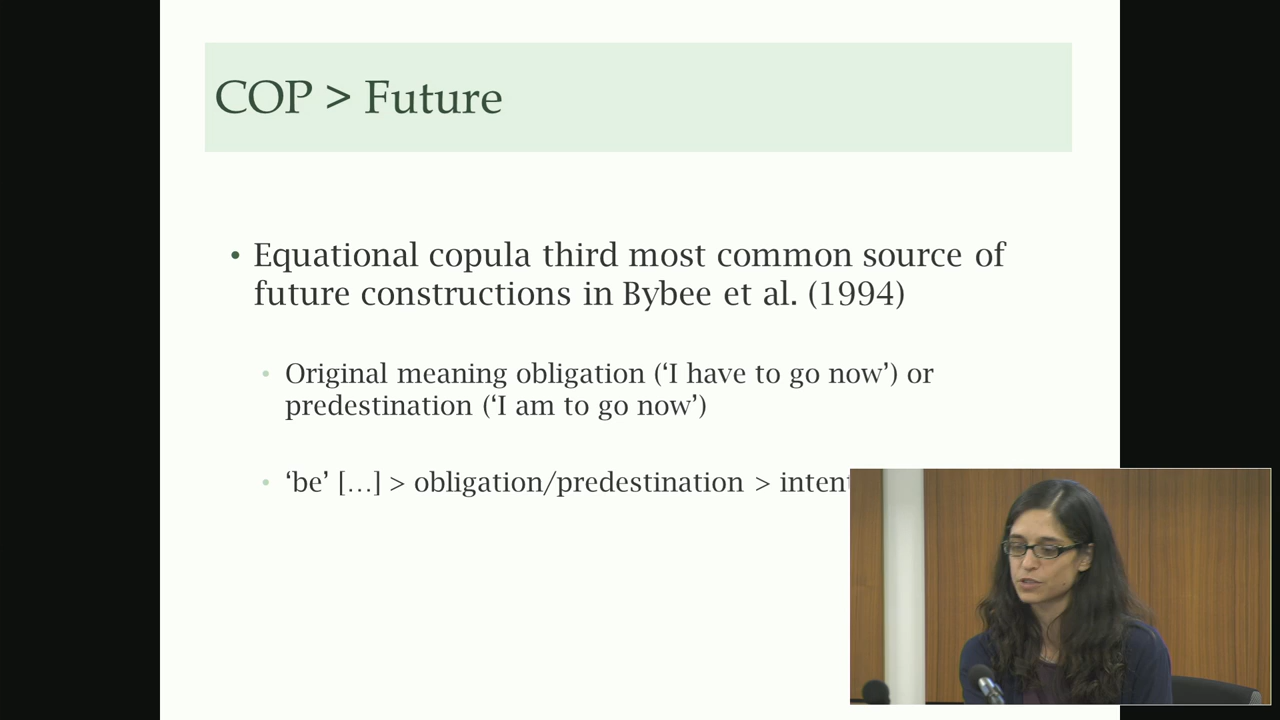 COP > Future
• Equational copula third most common source of
future constructions in Bybee et al. (1994)
• Original meaning obligation (‘I have to go now’) or
predestination (‘I am to go now’)
• ‘be’ […] > obligation/predestination >